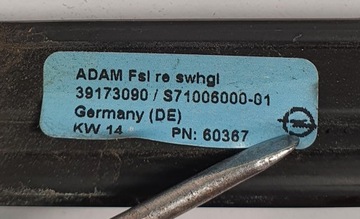 ADAM Fsl re swhgl
39173090 / S71006000-01
Germany (DE)
KW 14 PN: 60367